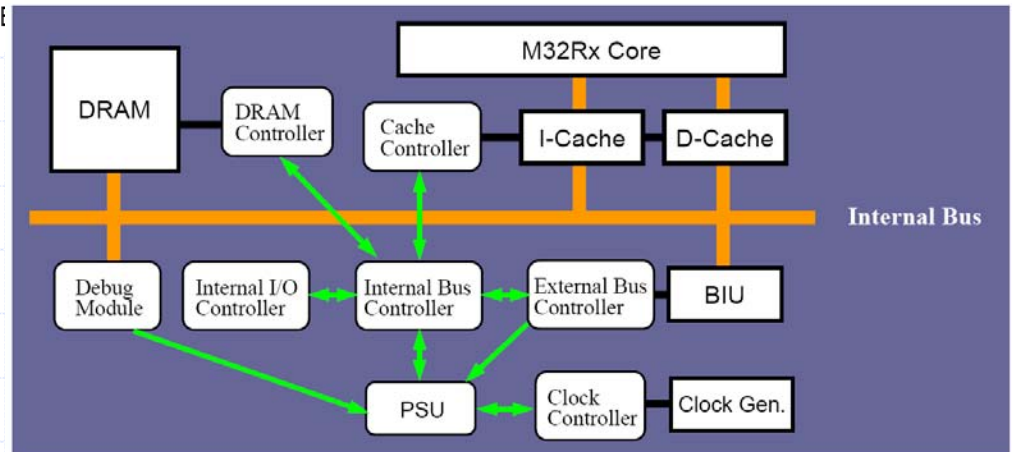 M32Rx Core
DRAM
DRAM
Controller
Cache
Controller
I-Cache
D-Cache
Internal Bus
Debug
Module
Internal I/O
Controller
Internal Bus
Controller
External Bus
Controller
BIU
PSU
Clock
Controller
Clock Gen.